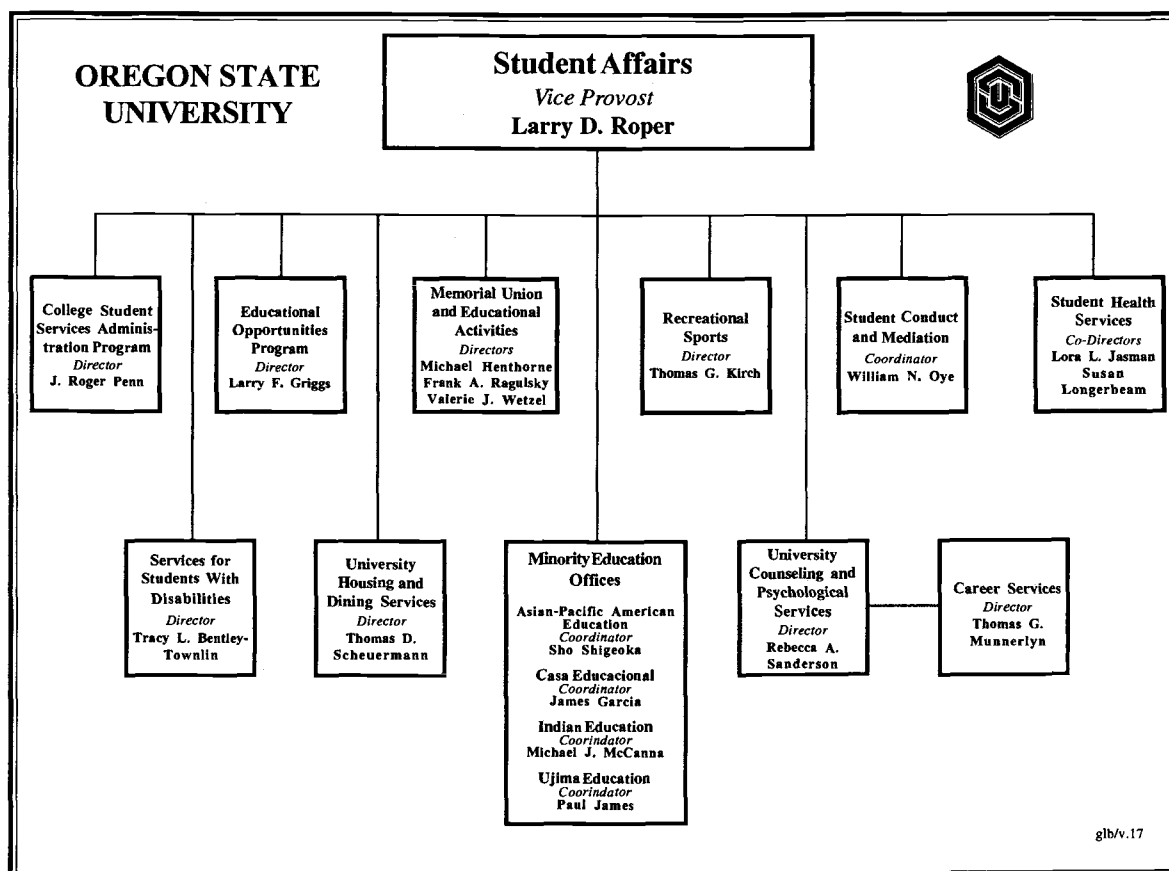 OREGON STATE
UNIVERSITY
Student Affairs
Vice Provost
Larry D. Roper
College Student
Services Adminis-
tration Program
Director
J. Roger Penn
Educational
Opportunities
Program
Director
Larry F. Griggs
Memorial Union
and Educational
Activities
Directors
Michael Henthorne
Frank A. Ragulsky
Valerie J. Wetzel
Recreational
Sports
Director
Thomas G. Kirch
Student Conduct
and Mediation
Coordinator
William N. Oye
Student Health
Services
Co-Directors
Lora L. Jasman
Susan
Longerbeam
Services for
Students With
Disabilities
Director
Tracy L. Bentley-
Townlin
University
Housing and
Dining Services
Director
Thomas D.
Scheuermann
Minority Education
Offices
Asian-Pacific American
Education
Coordinator
Sho Shigeoka
Casa Educacional
Coordinator
James Garcia
Indian Education
Coorindator
Michael J. McCanna
Ujima Education
Coorindator
Paul James
University
Counseling and
Psychological
Services
Director
Rebecca A.
Sanderson
Career Services
Director
Thomas G.
Munnerlyn
glb/v.17